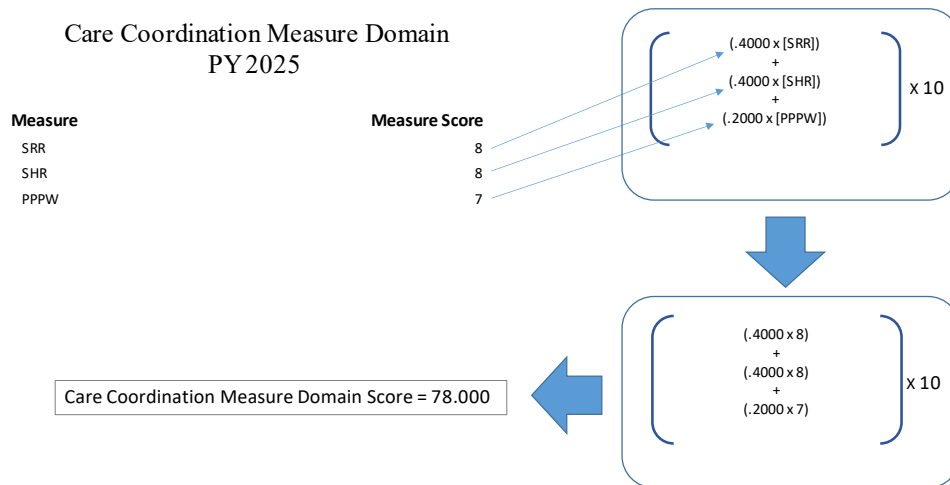 Care Coordination Measure Domain
PY 2025
Measure
Measure Score
SRR
8
SHR
8
PPPW
7
(.4000 x [SRR])
+
(.4000 x [SHR])
+
(.2000 x [PPPW])
x 10
(.4000 x 8)
+
(.4000 x 8)
+
(.2000 x 7)
x 10
Care Coordination Measure Domain Score = 78.000